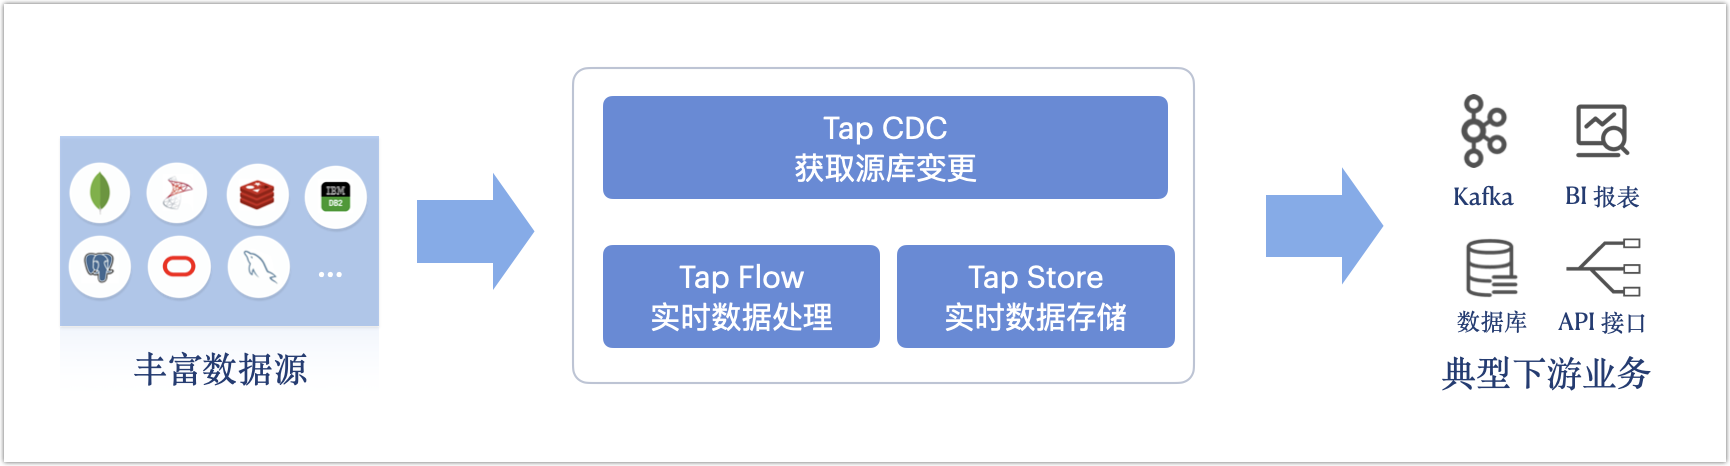 IBM
DB2
...
丰富数据源
Tap CDC
获取源库变更
Tap Flow
实时数据处理
Tap Store
实时数据存储
Kafka
BI 报表
数据库
API 接口
典型下游业务